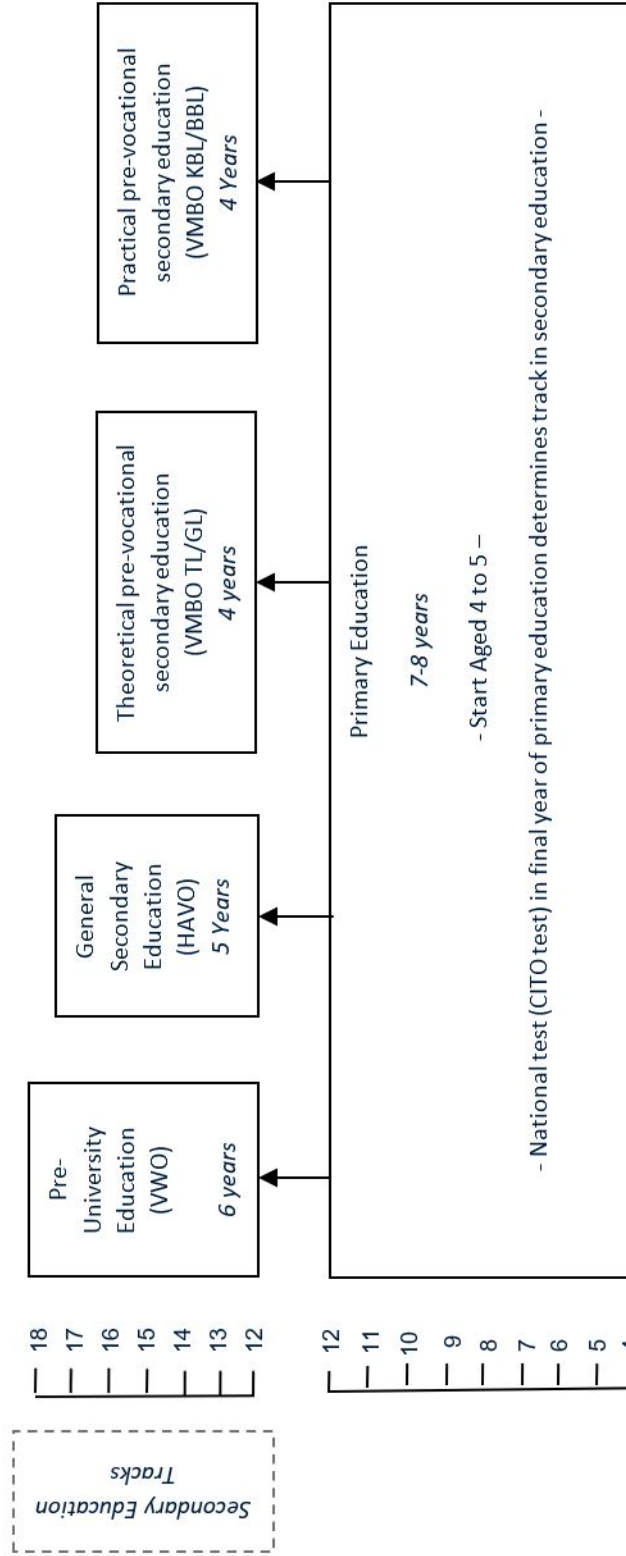 Secondary Education
Tracks
18
17
16
15
14
13
12
Pre-
University
Education
(VWO)
6 years
General
Secondary
Education
(HAVO)
5 Years
Theoretical pre-vocational
secondary education
(VMBO TL/GL)
4 years
Practical pre-vocational
secondary education
(VMBO KBL/BBL)
4 Years
12
11
10
9
8
7
6
5
Primary Education
7-8 years
- Start Aged 4 to 5 –
- National test (CITO test) in final year of primary education determines track in secondary education -